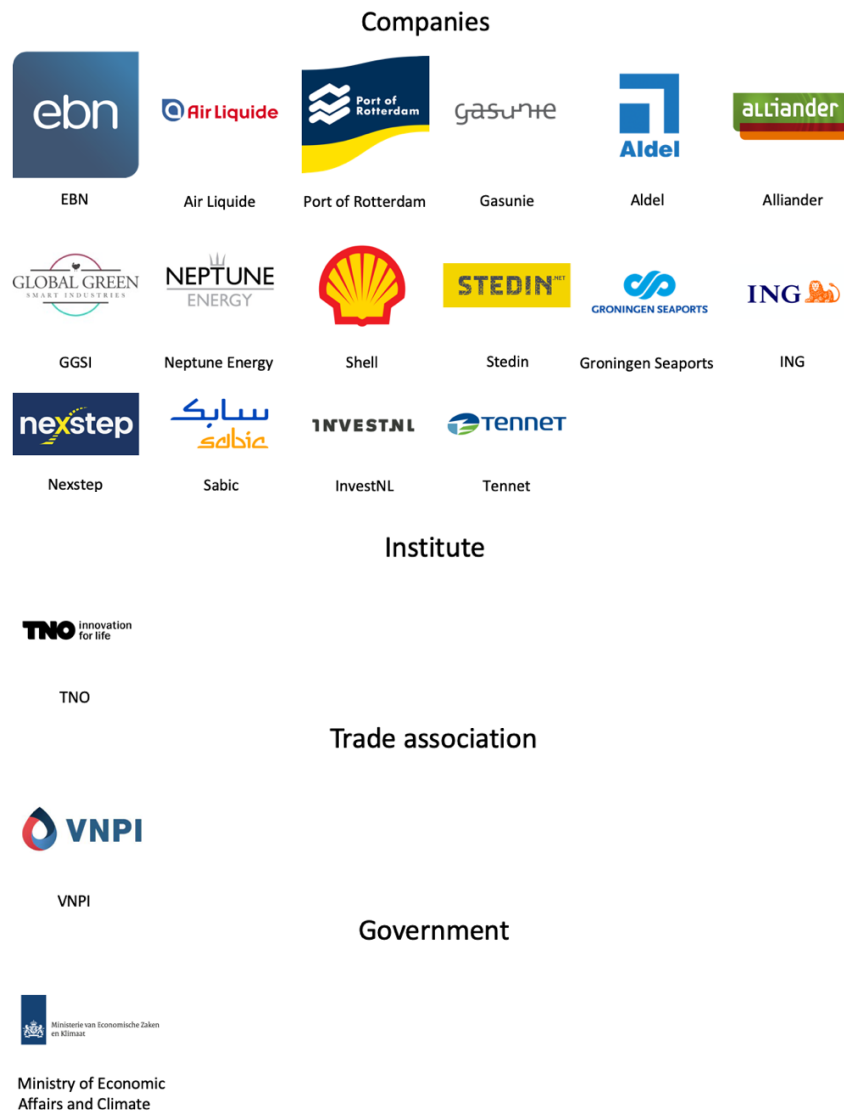 Companies
ebn
Air Liquide
Port of
Rotterdam
gasunie
Aldel
alliander
EBN
Air Liquide
Port of Rotterdam
Gasunie
Aldel
Alliander
GLOBAL GREEN
SMART INDUSTRIES
NEPTUNE
ENERGY
STEDIN.NET
GRONINGEN SEAPORTS
ING
GGSI
Neptune Energy
Shell
Stedin
Groningen Seaports
ING
nexstep
سابك
sabic
INVEST.NL
TenneT
Nexstep
Sabic
InvestNL
Tennet
Institute
TNO innovation
for life
TNO
Trade association
VNPI
VNPI
Government
Ministerie van Economische Zaken
en Klimaat
Ministry of Economic
Affairs and Climate